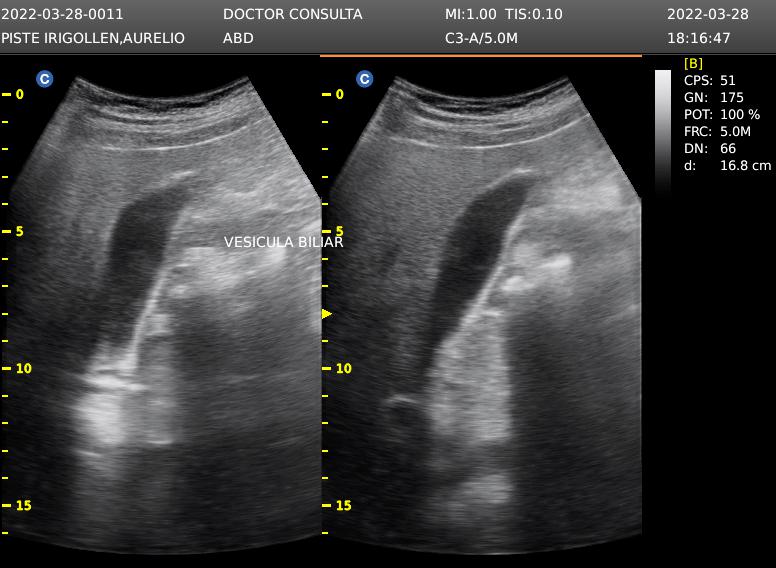 2022-03-28-0011 DOCTOR CONSULTA MI:1.00 TIS:0.10 2022-03-28
PISTE IRIGOLLEN,AURELIO ABD C3-A/5.0M 18:16:47
[B]
CPS: 51
GN: 175
POT: 100 %
FRC: 5.0M
DN: 66
d: 16.8 cm
C C
0 0
5 5
VESICULA BILIAR
10 10
15 15